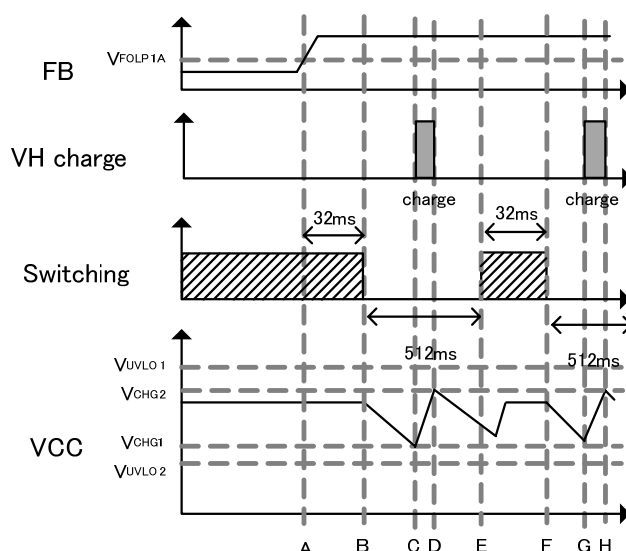 VFOLP1A
FB
VH charge
charge
charge
32ms
32ms
Switching
512ms
512ms
VUVLO1
VCHG2
VCC
VCHG1
VUVLO2
A B C D E F G H